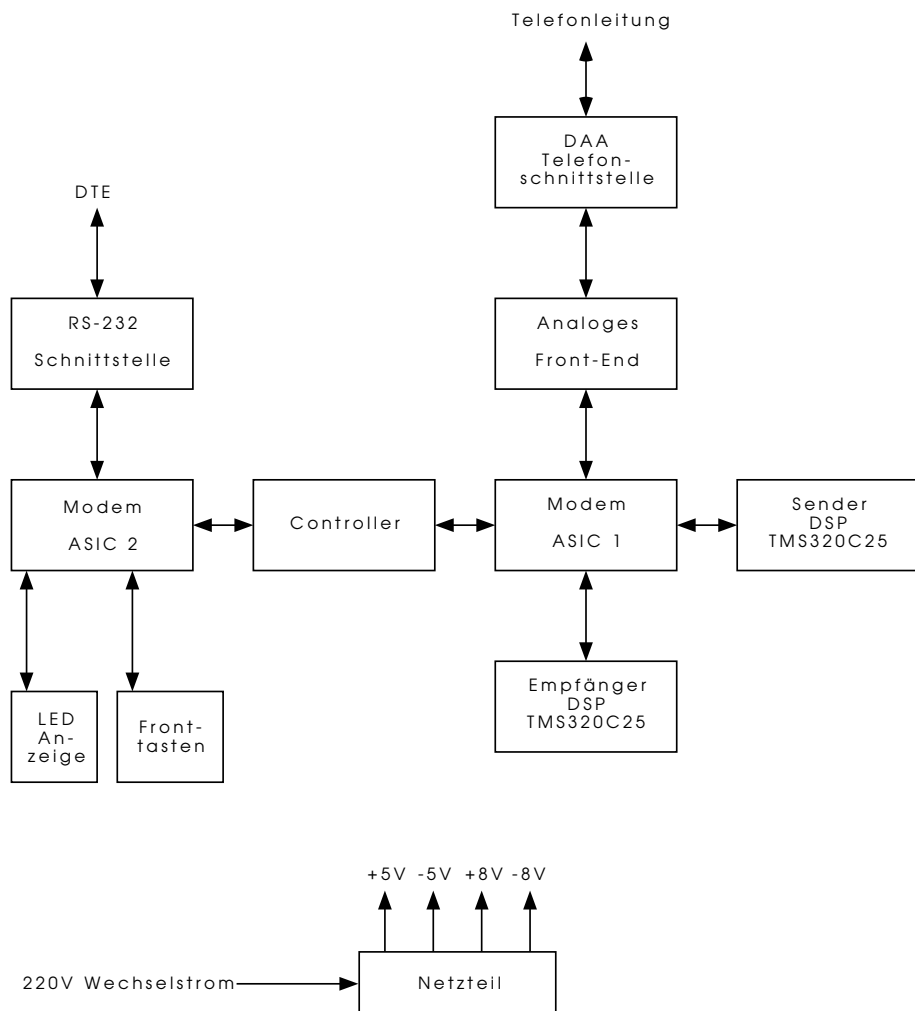 Telefonleitung
DAA
Telefon-
schnittstelle
DTE
RS-232
Schnittstelle
Analoges
Front-End
Modem
ASIC 2
Controller
Modem
ASIC 1
Sender
DSP
TMS320C25
LED
An-
zeige
Front-
tasten
Empfänger
DSP
TMS320C25
+5V -5V +8V -8V
220V Wechselstrom
Netzteil